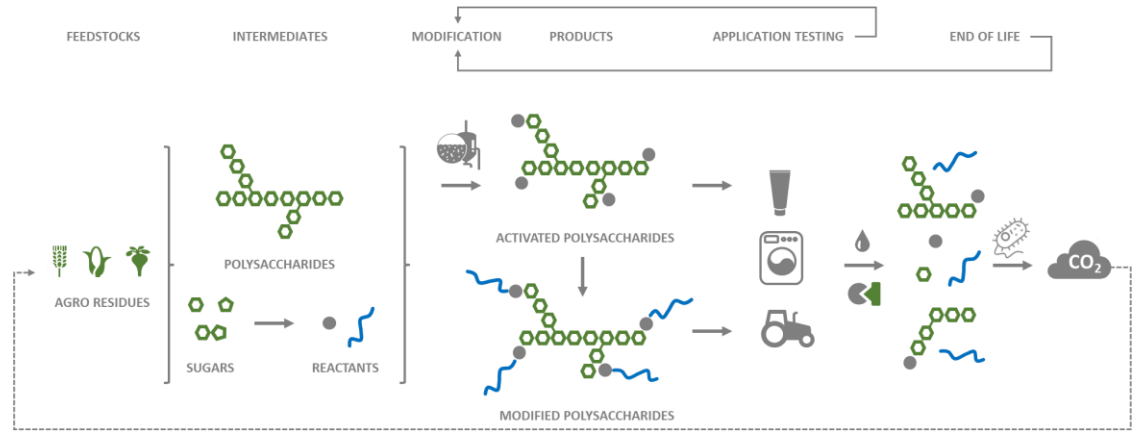 FEEDSTOCKS
INTERMEDIATES
MODIFICATION
PRODUCTS
APPLICATION TESTING
END OF LIFE
POLYSACCHARIDES
ACTIVATED POLYSACCHARIDES
AGRO RESIDUES
CO2
SUGARS
REACTANTS
MODIFIED POLYSACCHARIDES